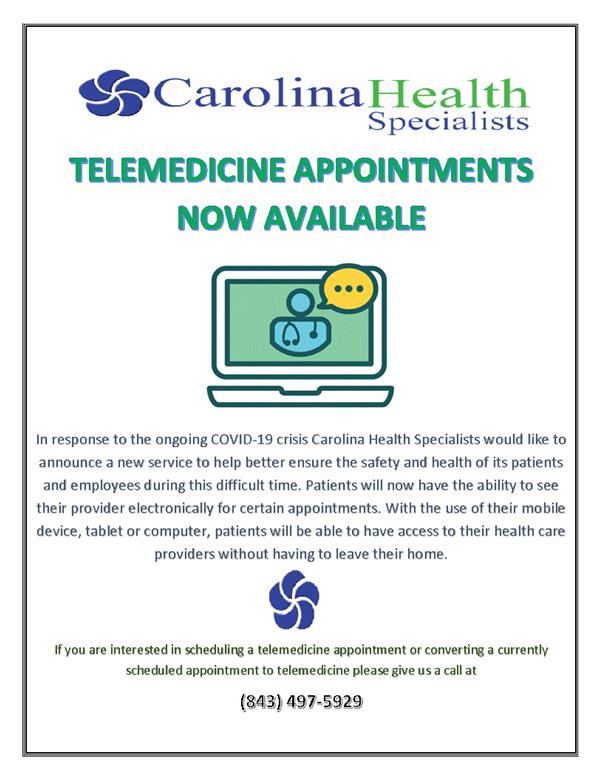 Carolina Health
Specialists
TELEMEDICINE APPOINTMENTS
NOW AVAILABLE
In response to the ongoing COVID-19 crisis Carolina Health Specialists would like to
announce a new service to help better ensure the safety and health of its patients
and employees during this difficult time. Patients will now have the ability to see
their provider electronically for certain appointments. With the use of their mobile
device, tablet or computer, patients will be able to have access to their health care
providers without having to leave their home.
If you are interested in scheduling a telemedicine appointment or converting a currently
scheduled appointment to telemedicine please give us a call at
(843) 497-5929